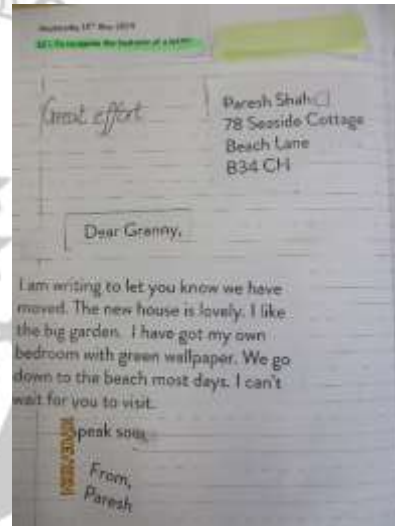 Great effort
Paresh Shah
78 Seaside Cottage
Beach Lane
B34 CH
Dear Granny,
I am writing to let you know we have
moved. The new house is lovely. I like
the big garden. I have got my own
bedroom with green wallpaper. We go
down to the beach most days. I can't
wait for you to visit.
Speak soon,
From,
Paresh